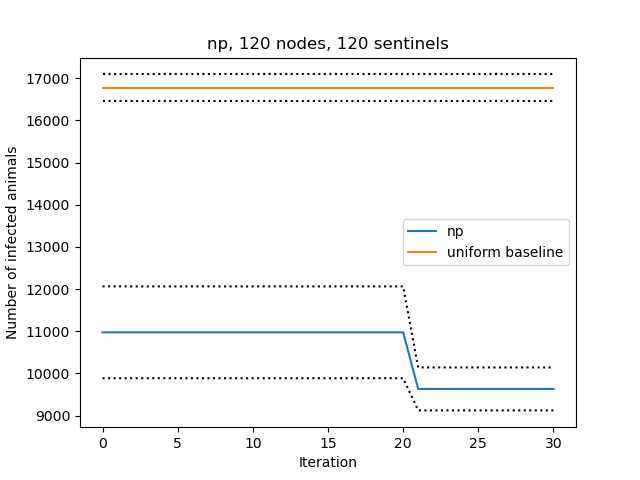 np, 120 nodes, 120 sentinels
Number of infected animals
17000
16000
15000
14000
13000
12000
11000
10000
9000
np
uniform baseline
0 5 10 15 20 25 30
Iteration